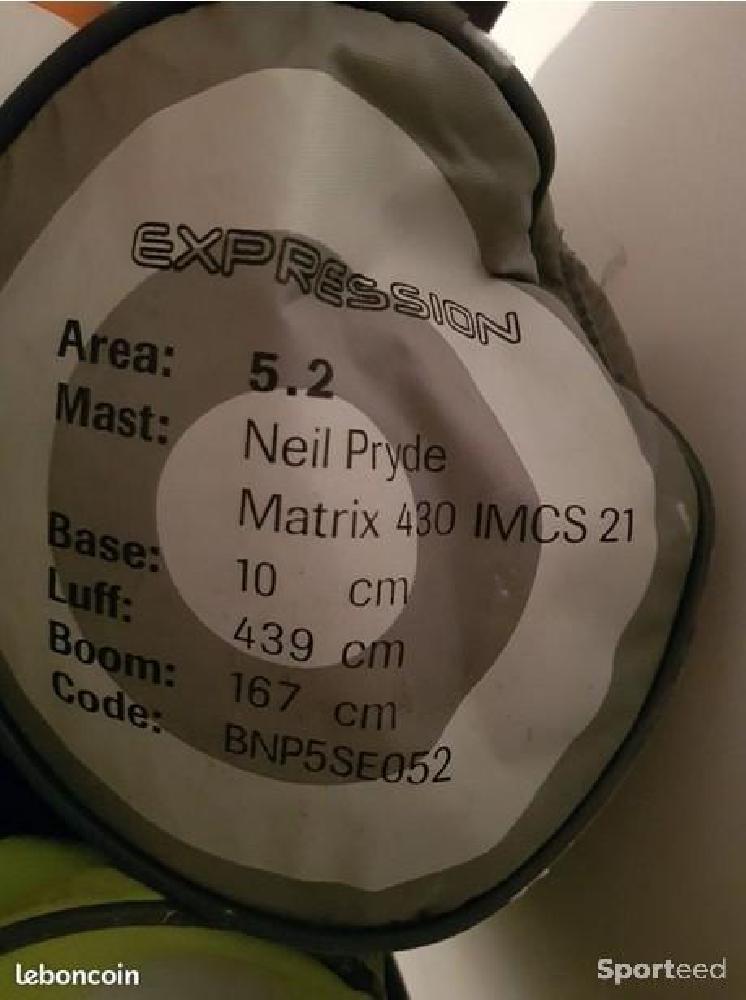 EXPRESSION
Area: 5.2
Mast: Neil Pryde
Matrix 430 IMCS 21
Base: 10 cm
Luff: 439 cm
Boom: 167 cm
Code: BNP5SE052
leboncoin
Sporteed